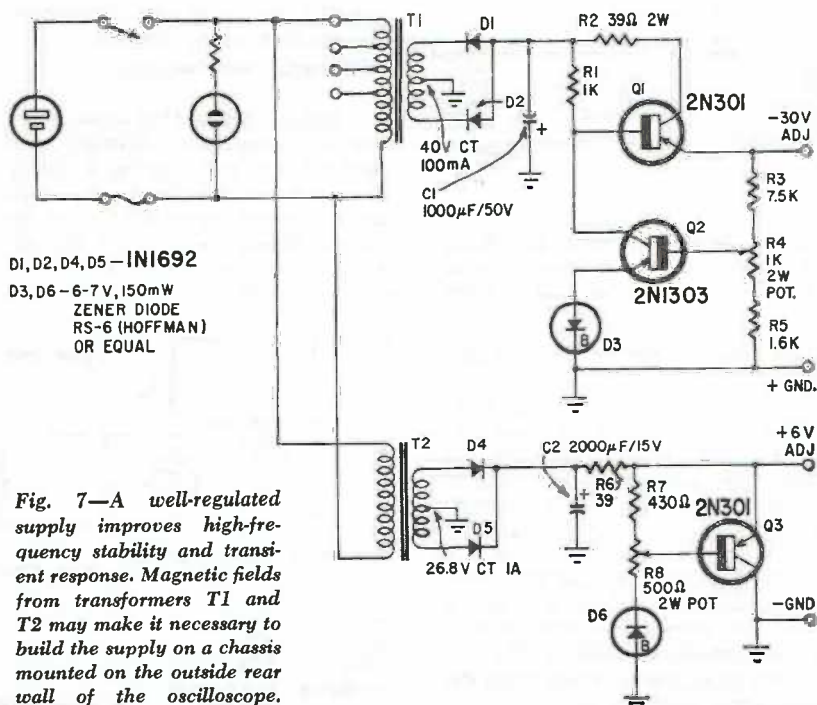 T1
D1
R2 39Ω 2W
R1
1K
Q1
2N301
D2
-30V
ADJ
40V CT
100mA
C1
1000µF/50V
R3
7.5K
Q2
R4
1K
2W
POT.
2N1303
D1, D2, D4, D5 – IN1692
D3, D6 – 6-7V, 150mW
ZENER DIODE
RS-6 (HOFFMAN)
OR EQUAL
B
D3
R5
1.6K
+ GND.
T2
D4
C2 2000µF/15V
+6V
ADJ
R6
39
R7
430Ω
2N301
Q3
D5
26.8V CT 1A
R8
500Ω
2W POT
-GND
D6
B
Fig. 7—A well-regulated
supply improves high-fre-
quency stability and transi-
ent response. Magnetic fields
from transformers T1 and
T2 may make it necessary to
build the supply on a chassis
mounted on the outside rear
wall of the oscilloscope.